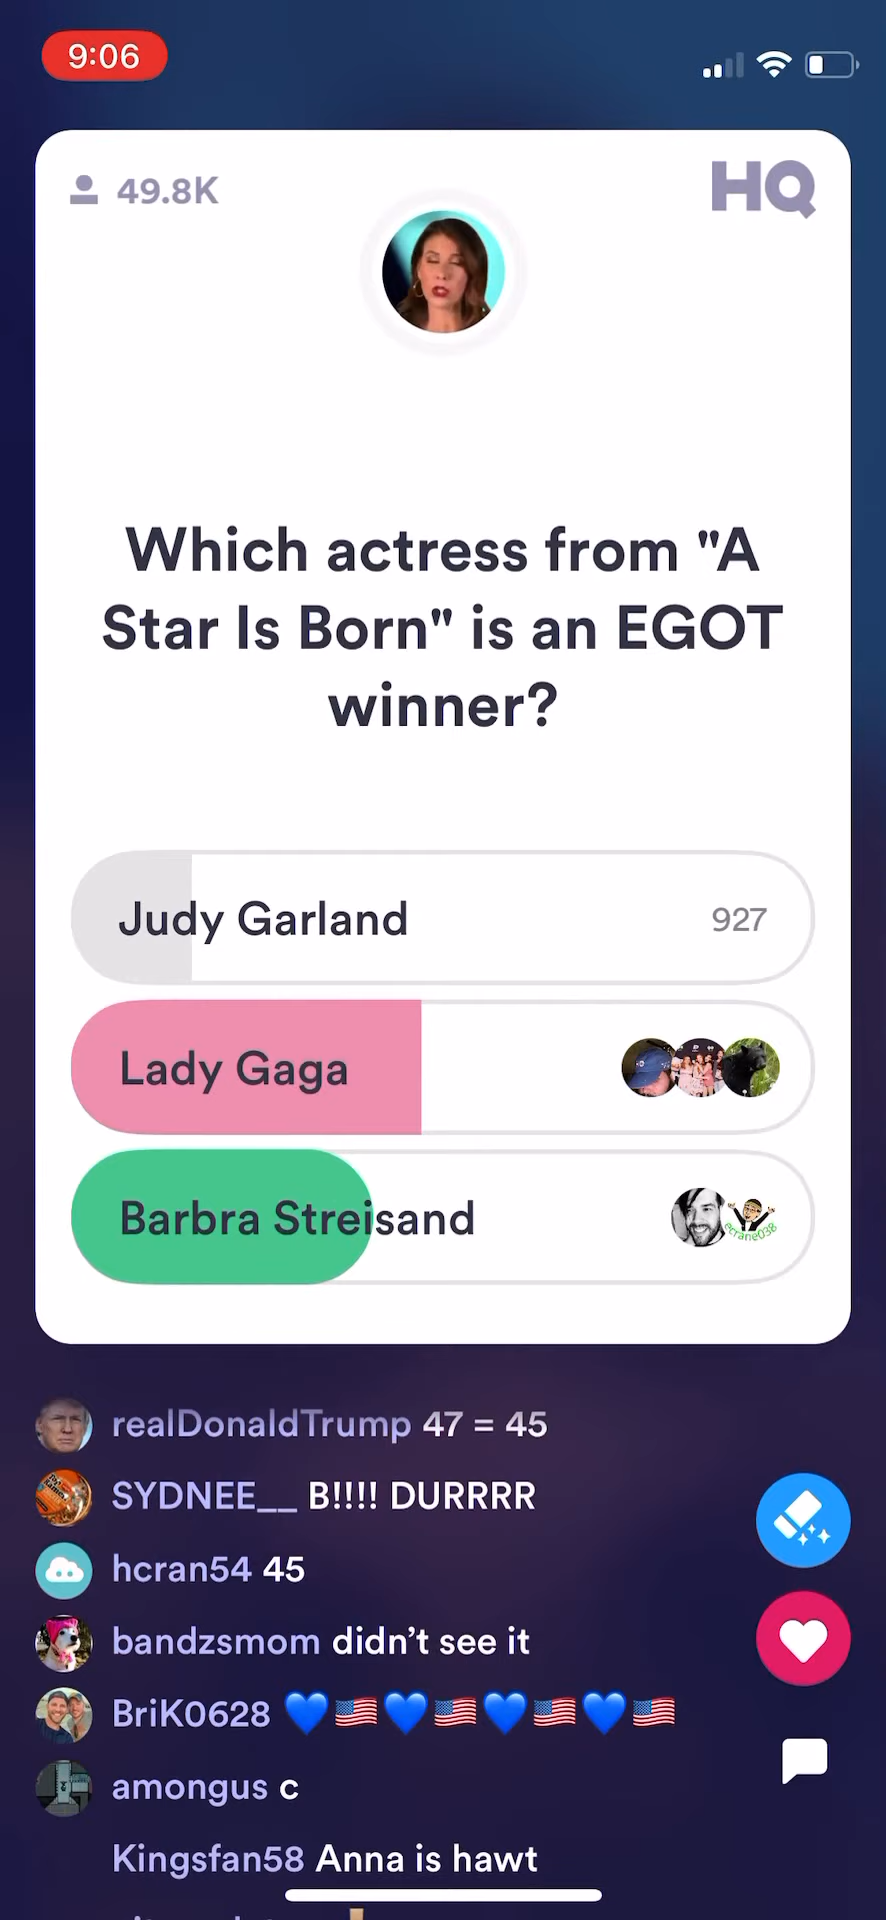 9:06
49.8K
HQ
Which actress from "A
Star Is Born" is an EGOT
winner?
Judy Garland 927
Lady Gaga
Barbra Streisand
ecrane038
realDonaldTrump 47 = 45
SYDNEE__ B!!!! DURRRR
hcran54 45
bandzsmom didn’t see it
BriK0628 💙🇺🇸💙🇺🇸💙🇺🇸💙🇺🇸
amongus c
Kingsfan58 Anna is hawt